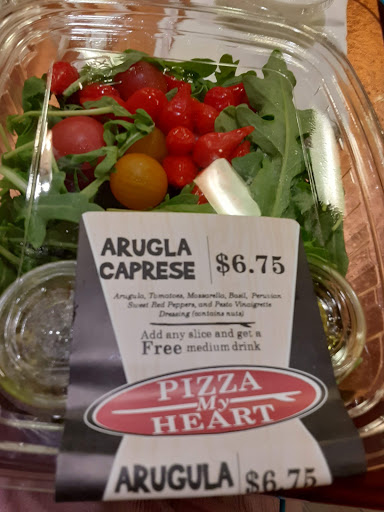 ARUGLA
CAPRESE
$6.75
Arugula, Tomatoes, Mozzarella, Basil, Peruvian
Sweet Red Peppers, and Pesto Vinaigrette
Dressing (contains nuts)
Add any slice and get a
Free medium drink
PIZZA
My
HEART
ARUGULA $6.75